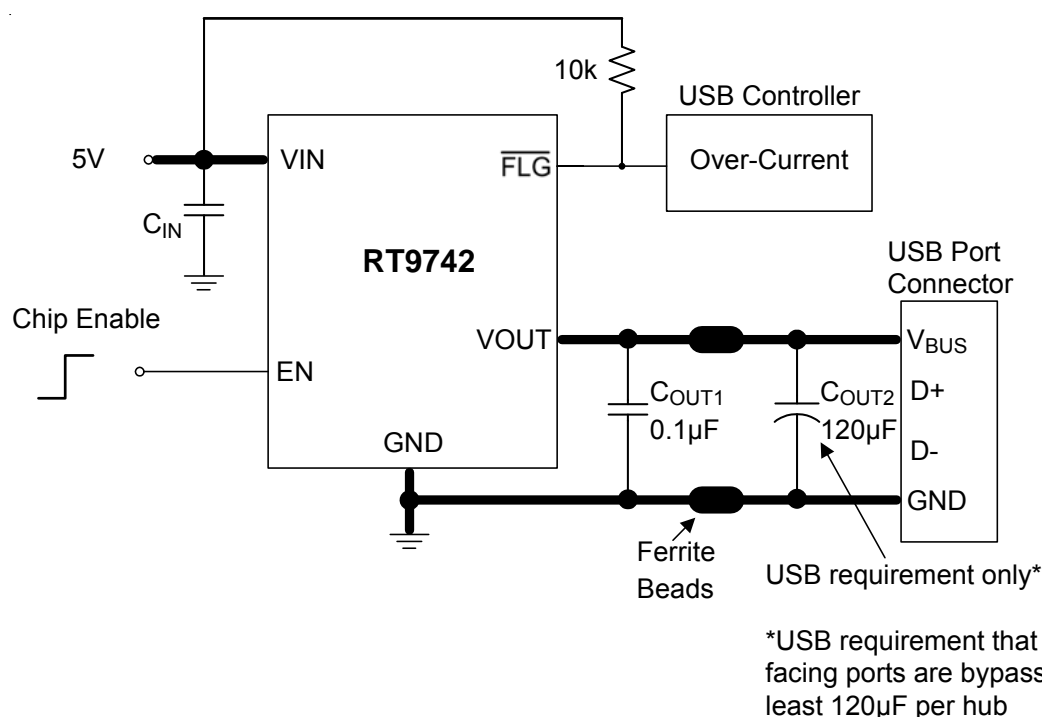 10k
USB Controller
Over-Current
5V
VIN
FLG
CIN
RT9742
USB Port
Connector
Chip Enable
EN
VOUT
GND
COUT1
0.1µF
COUT2
120µF
VBUS
D+
D-
GND
Ferrite
Beads
USB requirement only*
*USB requirement that
facing ports are bypass
least 120µF per hub